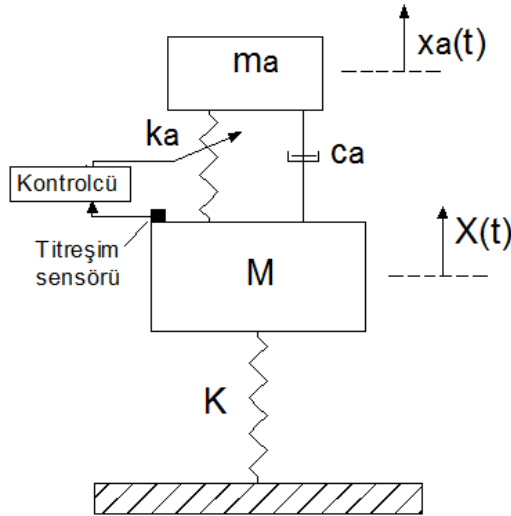 ma
xa(t)
ka
ca
Kontrolcü
Titreşim
sensörü
M
X(t)
K